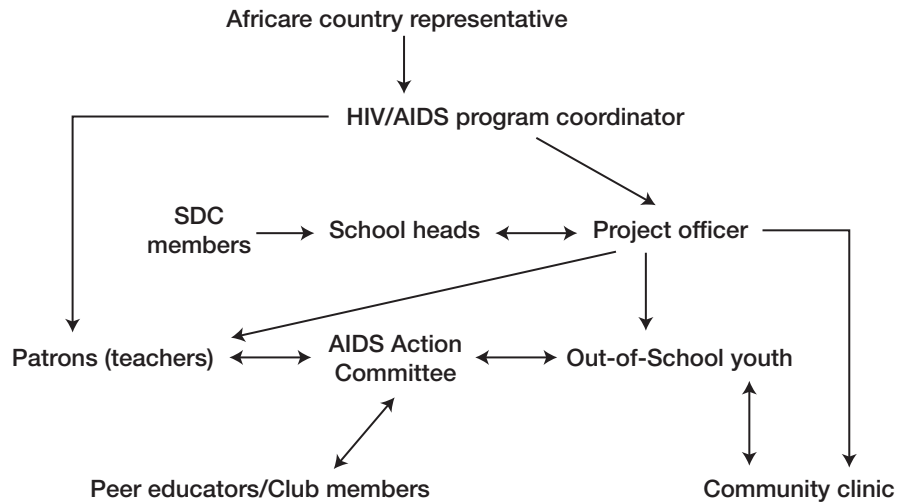 Africare country representative
HIV/AIDS program coordinator
SDC
members
School heads
Project officer
Patrons (teachers)
AIDS Action
Committee
Out-of-School youth
Peer educators/Club members
Community clinic